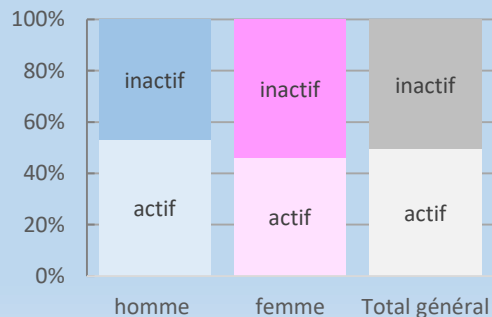 100%
80%
60%
40%
20%
0%
inactif
inactif
inactif
actif
actif
actif
homme
femme
Total général